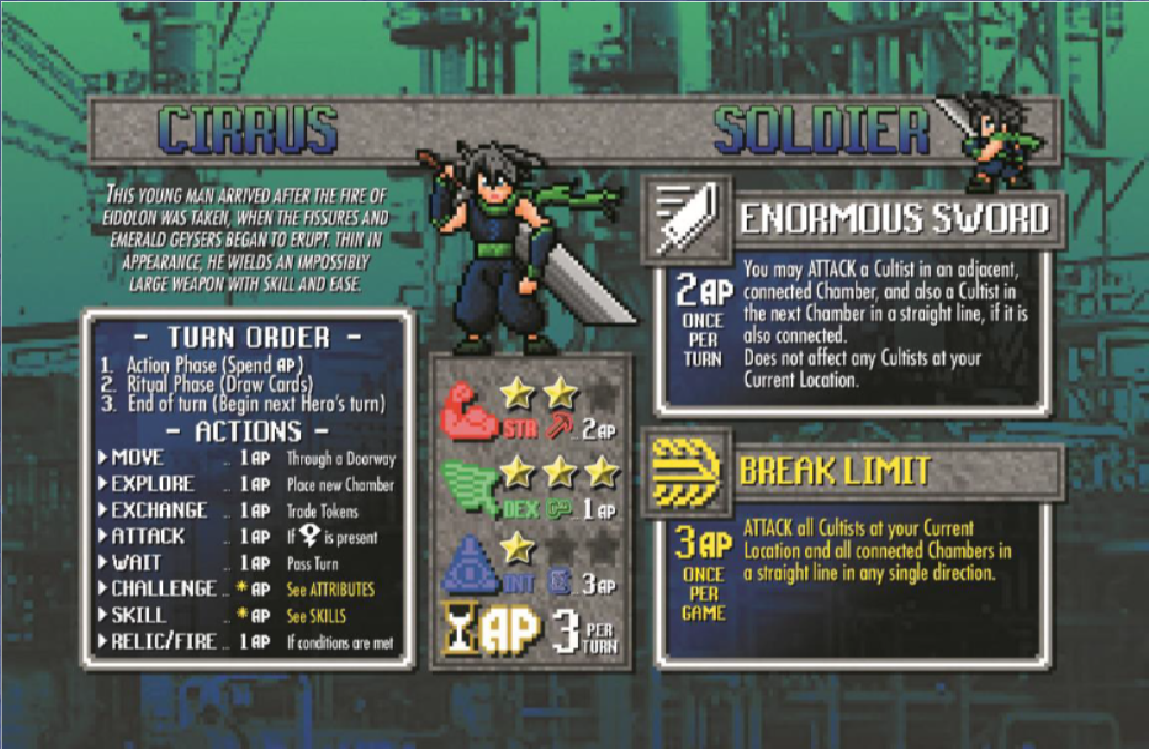 CIRRUS
SOLDIER
THIS YOUNG MAN ARRIVED AFTER THE FIRE OF
EIDOLON WAS TAKEN, WHEN THE FISSURES AND
EMERALD GEYSERS BEGAN TO ERUPT. THIN IN
APPEARANCE, HE WIELDS AN IMPOSSIBLY
LARGE WEAPON WITH SKILL AND EASE.
- TURN ORDER -
1. Action Phase (Spend AP)
2. Ritual Phase (Draw Cards)
3. End of turn (Begin next Hero's turn)
- ACTIONS -
MOVE .. 1AP Through a Doorway
EXPLORE .. 1AP Place new Chamber
EXCHANGE .. 1AP Trade Tokens
ATTACK .. 1AP If is present
WAIT .. 1AP Pass Turn
CHALLENGE .. *AP See ATTRIBUTES
SKILL .. *AP See SKILLS
RELIC/FIRE .. 1AP If conditions are met
STR .. 2AP
DEX .. 1AP
INT .. 3AP
AP 3 PER
TURN
ENORMOUS SWORD
2AP
ONCE
PER
TURN
You may ATTACK a Cultist in an adjacent,
connected Chamber, and also a Cultist in
the next Chamber in a straight line, if it is
also connected.
Does not affect any Cultists at your
Current Location.
BREAK LIMIT
3AP
ONCE
PER
GAME
ATTACK all Cultists at your Current
Location and all connected Chambers in
a straight line in any single direction.